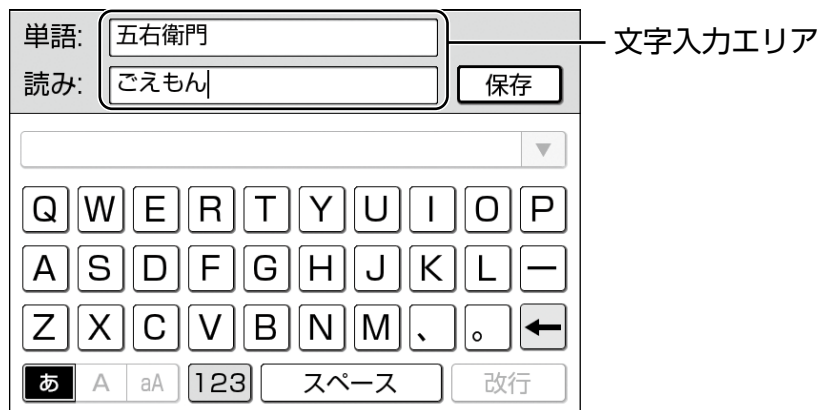 単語: 五右衛門
文字入力エリア
読み: ごえもん
保存
▼
Q W E R T Y U I O P
A S D F G H J K L ー
Z X C V B N M 、 。 ←
あ A aA 123 スペース 改行